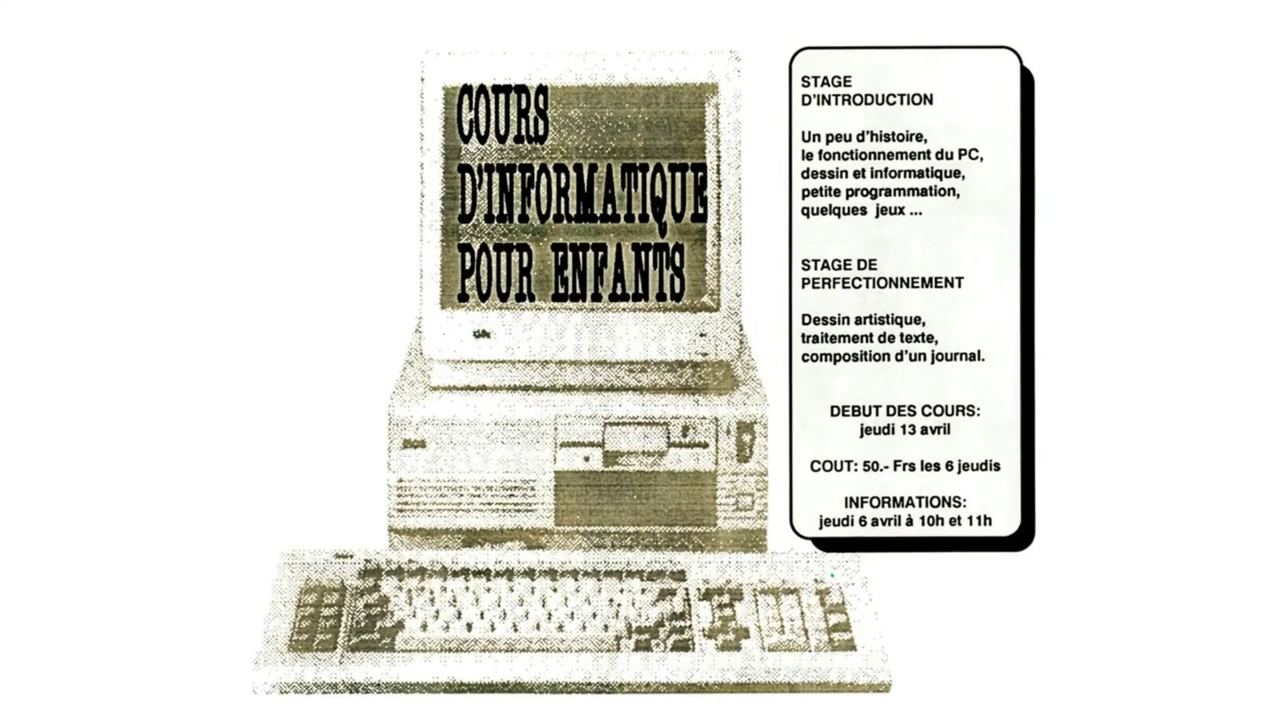 COURS
D'INFORMATIQUE
POUR ENFANTS
STAGE
D'INTRODUCTION
Un peu d'histoire,
le fonctionnement du PC,
dessin et informatique,
petite programmation,
quelques jeux ...
STAGE DE
PERFECTIONNEMENT
Dessin artistique,
traitement de texte,
composition d'un journal.
DEBUT DES COURS:
jeudi 13 avril
COUT: 50.- Frs les 6 jeudis
INFORMATIONS:
jeudi 6 avril à 10h et 11h